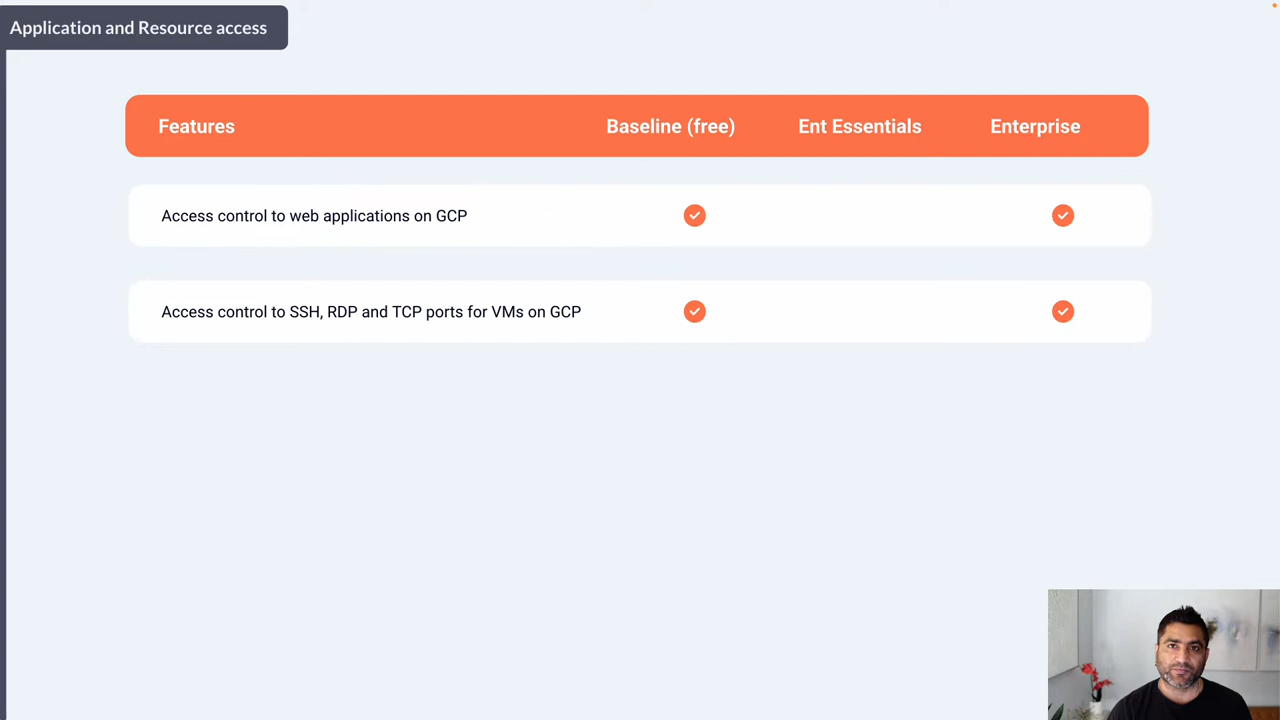 Application and Resource access
Features Baseline (free) Ent Essentials Enterprise
Access control to web applications on GCP
Access control to SSH, RDP and TCP ports for VMs on GCP